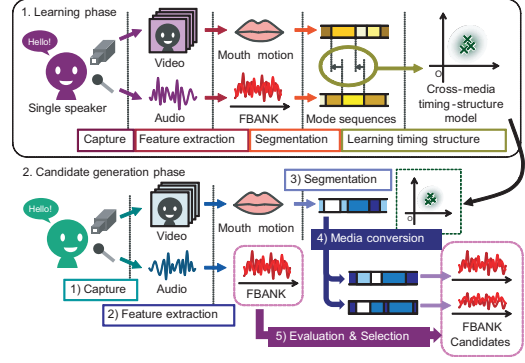 1. Learning phase
Hello!
Single speaker
Video
Audio
Mouth motion
FBANK
Mode sequences
O
Cross-media
timing-structure
model
Capture
Feature extraction
Segmentation
Learning timing structure
2. Candidate generation phase
Hello!
Video
Audio
Mouth motion
FBANK
1) Capture
2) Feature extraction
3) Segmentation
O
4) Media conversion
5) Evaluation & Selection
FBANK
Candidates